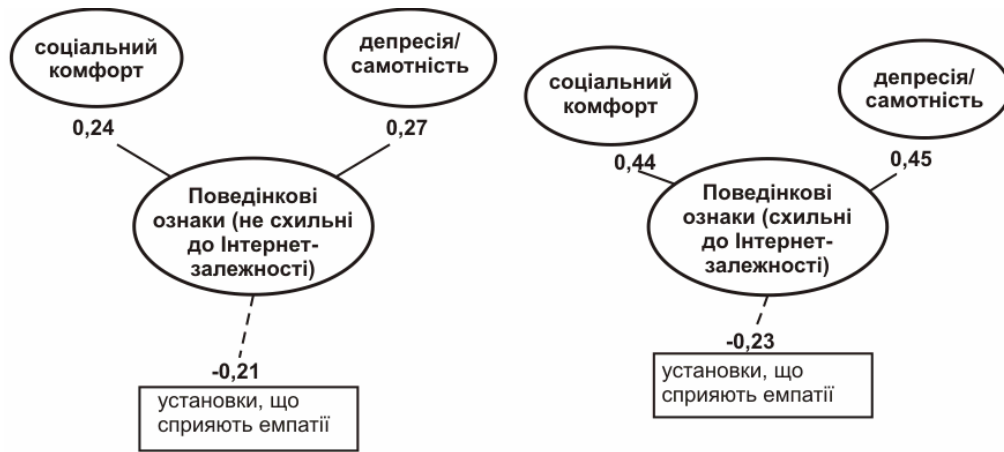 соціальний
комфорт
депресія/
самотність
0,24
0,27
Поведінкові
ознаки (не схильні
до Інтернет-
залежності)
-0,21
установки, що
сприяють емпатії
соціальний
комфорт
депресія/
самотність
0,44
0,45
Поведінкові
ознаки (схильні
до Інтернет-
залежності)
-0,23
установки, що
сприяють емпатії